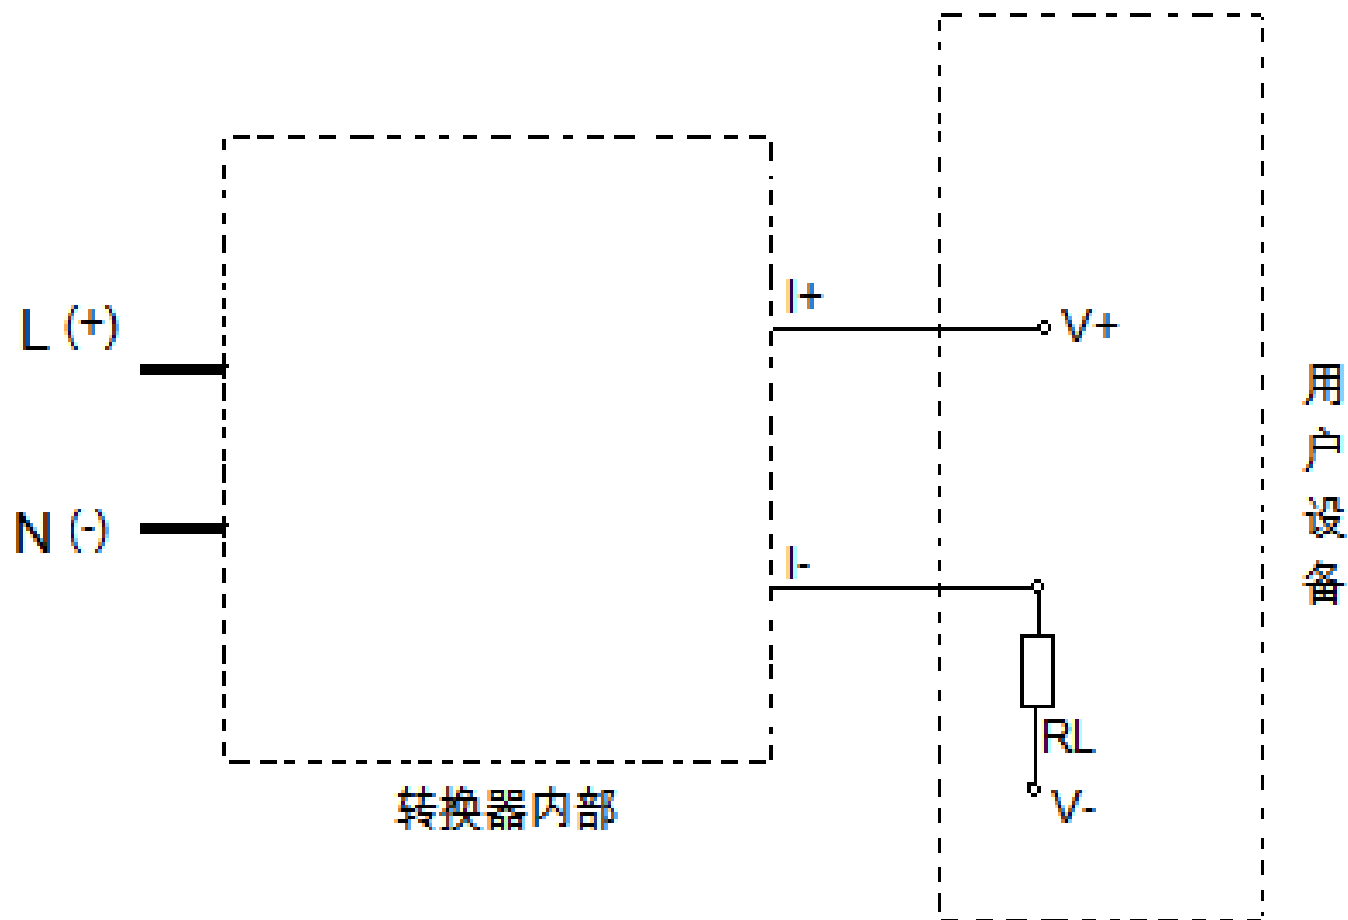 I+
L (+)
V+
N (-)
I-
RL
V-
转换器内部
用户设备